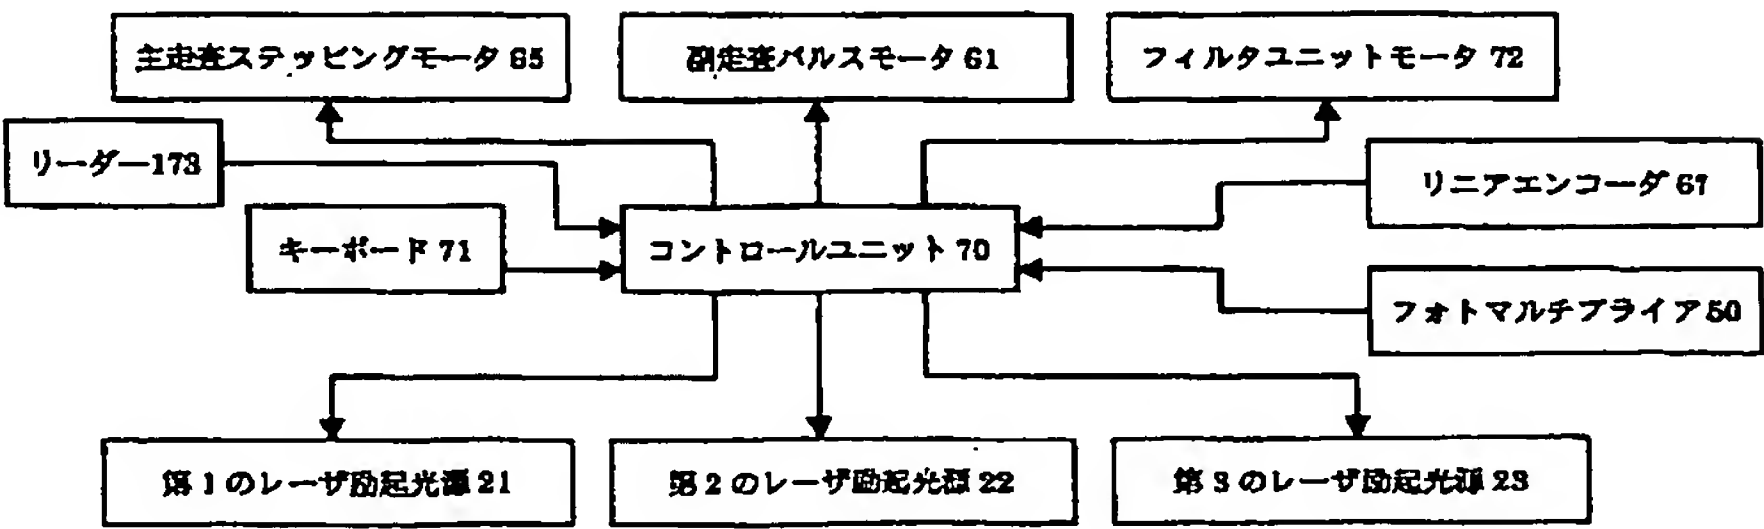 主走査ステッピングモータ 65
副走査パルスモータ 61
フィルタユニットモータ 72
リーダー173
リニアエンコーダ 67
キーボード 71
コントロールユニット 70
フォトマルチプライア 50
第1のレーザ励起光源 21
第2のレーザ励起光源 22
第3のレーザ励起光源 23